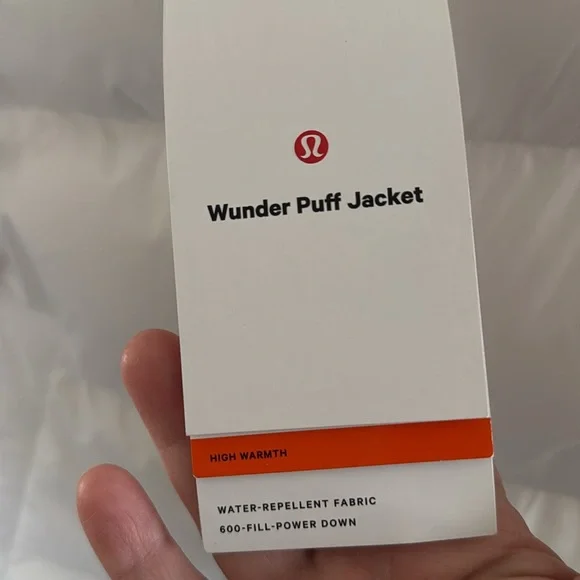 Wunder Puff Jacket
HIGH WARMTH
WATER-REPELLENT FABRIC
600-FILL-POWER DOWN